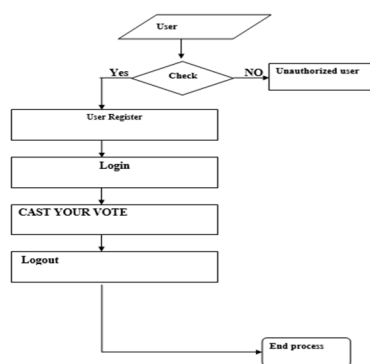 User
Yes
Check
NO
Unauthorized user
User Register
Login
CAST YOUR VOTE
Logout
End process